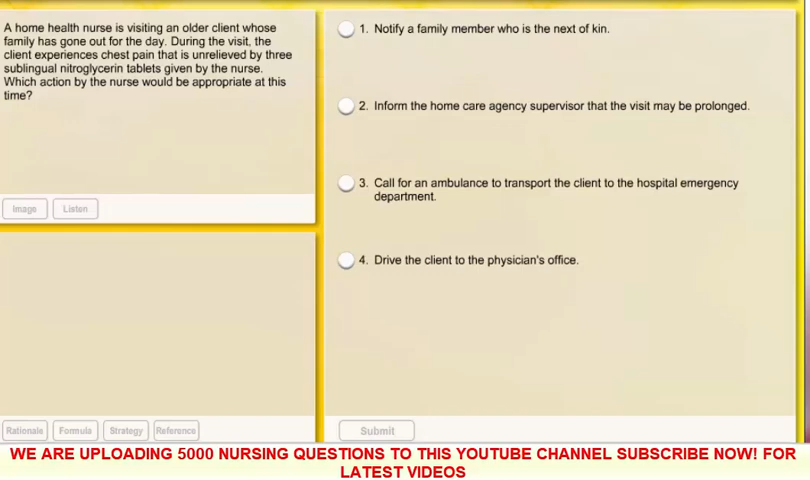 A home health nurse is visiting an older client whose
family has gone out for the day. During the visit, the
client experiences chest pain that is unrelieved by three
sublingual nitroglycerin tablets given by the nurse.
Which action by the nurse would be appropriate at this
time?
Image
Listen
1. Notify a family member who is the next of kin.
2. Inform the home care agency supervisor that the visit may be prolonged.
3. Call for an ambulance to transport the client to the hospital emergency
department.
4. Drive the client to the physician's office.
Rationale
Formula
Strategy
Reference
Submit
WE ARE UPLOADING 5000 NURSING QUESTIONS TO THIS YOUTUBE CHANNEL SUBSCRIBE NOW! FOR
LATEST VIDEOS